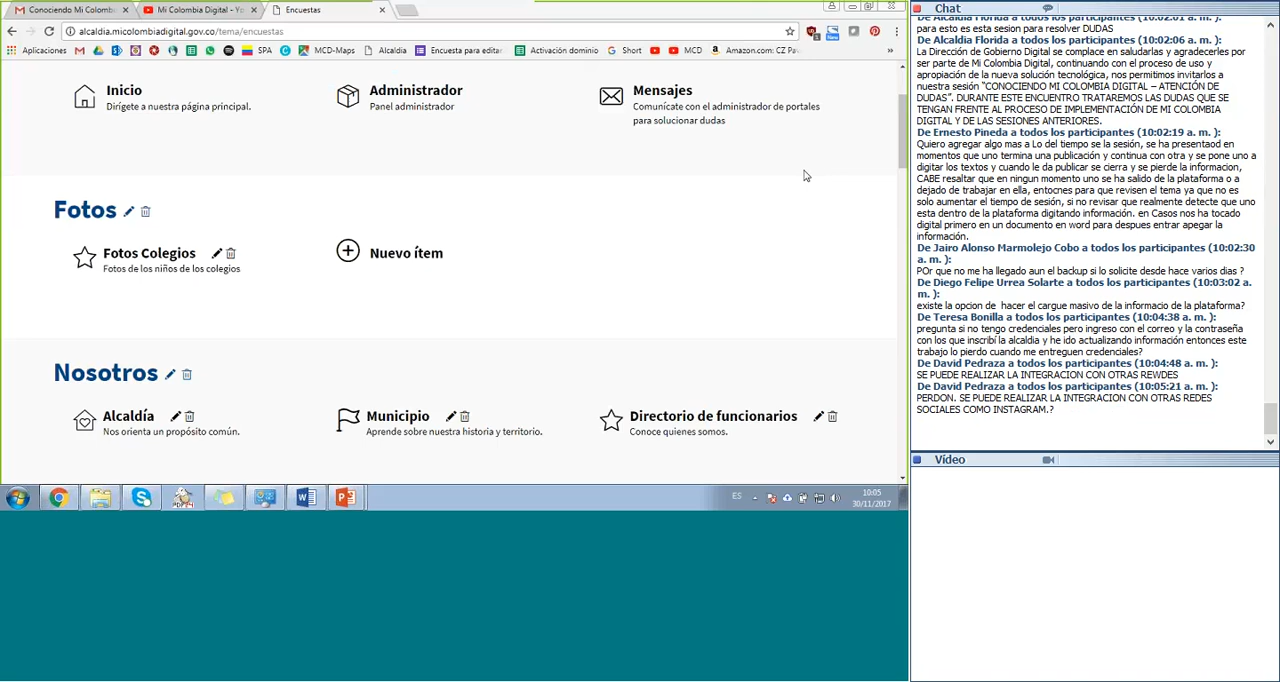 Conociendo Mi Colomb
Mi Colombia Digital - Yo
Encuestas
alcaldia.micolombiadigital.gov.co/tema/encuestas
Aplicaciones
SPA
MCD-Maps
Alcaldia
Encuesta para editar
Activación dominio
Short
MCD
Amazon.com: CZ Pa
»
Inicio
Dirígete a nuestra página principal.
Administrador
Panel administrador
Mensajes
Comunícate con el administrador de portales
para solucionar dudas
Fotos
Fotos Colegios
Fotos de los niños de los colegios
Nuevo ítem
Nosotros
Alcaldía
Nos orienta un propósito común.
Municipio
Aprende sobre nuestra historia y territorio.
Directorio de funcionarios
Conoce quienes somos.
ES
10:05
30/11/2017
Chat
De Alcaldia Florida a todos los participantes (10:02:01 a. m. ):
para esto es esta sesion para resolver DUDAS
De Alcaldia Florida a todos los participantes (10:02:06 a. m. ):
La Dirección de Gobierno Digital se complace en saludarlas y agradecerles por
ser parte de Mi Colombia Digital, continuando con el proceso de uso y
apropiación de la nueva solución tecnológica, nos permitimos invitarlos a
nuestra sesión "CONOCIENDO MI COLOMBIA DIGITAL – ATENCIÓN DE
DUDAS". DURANTE ESTE ENCUENTRO TRATAREMOS LAS DUDAS QUE SE
TENGAN FRENTE AL PROCESO DE IMPLEMENTACIÓN DE MI COLOMBIA
DIGITAL Y DE LAS SESIONES ANTERIORES.
De Ernesto Pineda a todos los participantes (10:02:19 a. m. ):
Quiero agregar algo mas a Lo del tiempo se la sesión, se ha presentaod en
momentos que uno termina una publicación y continua con otra y se pone uno a
digitar los textos y cuando le da publicar se cierra y se pierde la informacion,
CABE resaltar que en ningun momento uno se ha salido de la plataforma o a
dejado de trabajar en ella, entocnes para que revisen el tema ya que no es
solo aumentar el tiempo de sesión, si no revisar que realmente detecte que uno
esta dentro de la plataforma digitando información. en Casos nos ha tocado
digital primero en un documento en word para despues entrar apegar la
información.
De Jairo Alonso Marmolejo Cobo a todos los participantes (10:02:30
a. m. ):
POr que no me ha llegado aun el backup si lo solicite desde hace varios dias ?
De Diego Felipe Urrea Solarte a todos los participantes (10:03:02 a.
m. ):
existe la opcion de hacer el cargue masivo de la informacio de la plataforma?
De Teresa Bonilla a todos los participantes (10:04:38 a. m. ):
pregunta si no tengo credenciales pero ingreso con el correo y la contraseña
con los que inscribí la alcaldia y he ido actualizando información entonces este
trabajo lo pierdo cuando me entreguen credenciales?
De David Pedraza a todos los participantes (10:04:48 a. m. ):
SE PUEDE REALIZAR LA INTEGRACION CON OTRAS REWDES
De David Pedraza a todos los participantes (10:05:21 a. m. ):
PERDON. SE PUEDE REALIZAR LA INTEGRACION CON OTRAS REDES
SOCIALES COMO INSTAGRAM.?
Vídeo